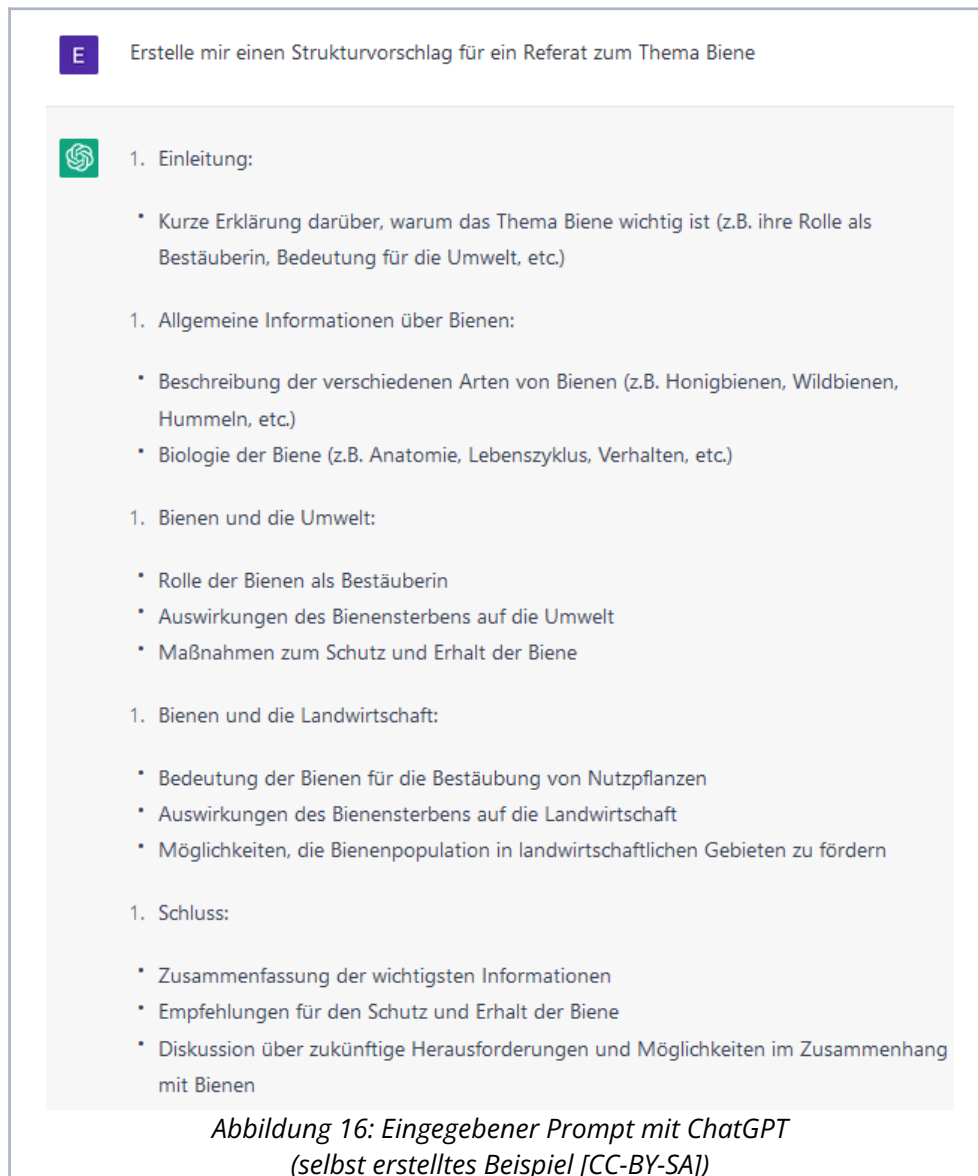 E Erstelle mir einen Strukturvorschlag für ein Referat zum Thema Biene
1. Einleitung:
• Kurze Erklärung darüber, warum das Thema Biene wichtig ist (z.B. ihre Rolle als
Bestäuberin, Bedeutung für die Umwelt, etc.)
1. Allgemeine Informationen über Bienen:
• Beschreibung der verschiedenen Arten von Bienen (z.B. Honigbienen, Wildbienen,
Hummeln, etc.)
• Biologie der Biene (z.B. Anatomie, Lebenszyklus, Verhalten, etc.)
1. Bienen und die Umwelt:
• Rolle der Bienen als Bestäuberin
• Auswirkungen des Bienensterbens auf die Umwelt
• Maßnahmen zum Schutz und Erhalt der Biene
1. Bienen und die Landwirtschaft:
• Bedeutung der Bienen für die Bestäubung von Nutzpflanzen
• Auswirkungen des Bienensterbens auf die Landwirtschaft
• Möglichkeiten, die Bienenpopulation in landwirtschaftlichen Gebieten zu fördern
1. Schluss:
• Zusammenfassung der wichtigsten Informationen
• Empfehlungen für den Schutz und Erhalt der Biene
• Diskussion über zukünftige Herausforderungen und Möglichkeiten im Zusammenhang
mit Bienen
Abbildung 16: Eingegebener Prompt mit ChatGPT
(selbst erstelltes Beispiel [CC-BY-SA])